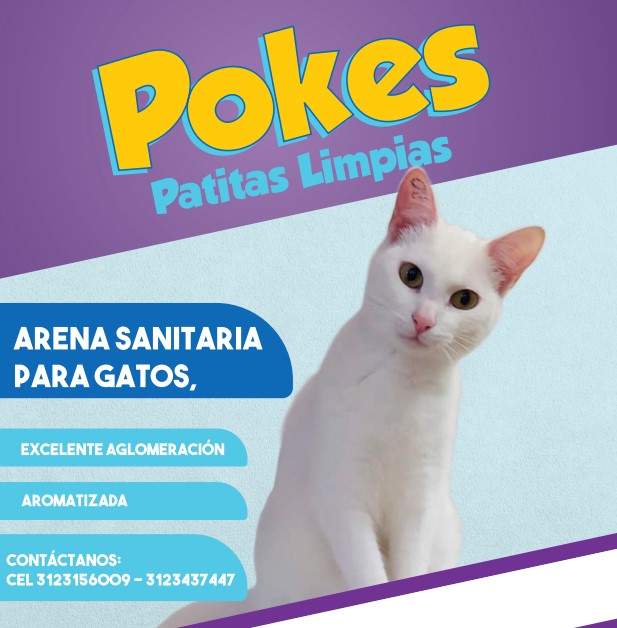 Pokes
Patitas Limpias
ARENA SANITARIA
PARA GATOS,
EXCELENTE AGLOMERACIÓN
AROMATIZADA
CONTÁCTANOS:
CEL 3123156009 - 3123437447